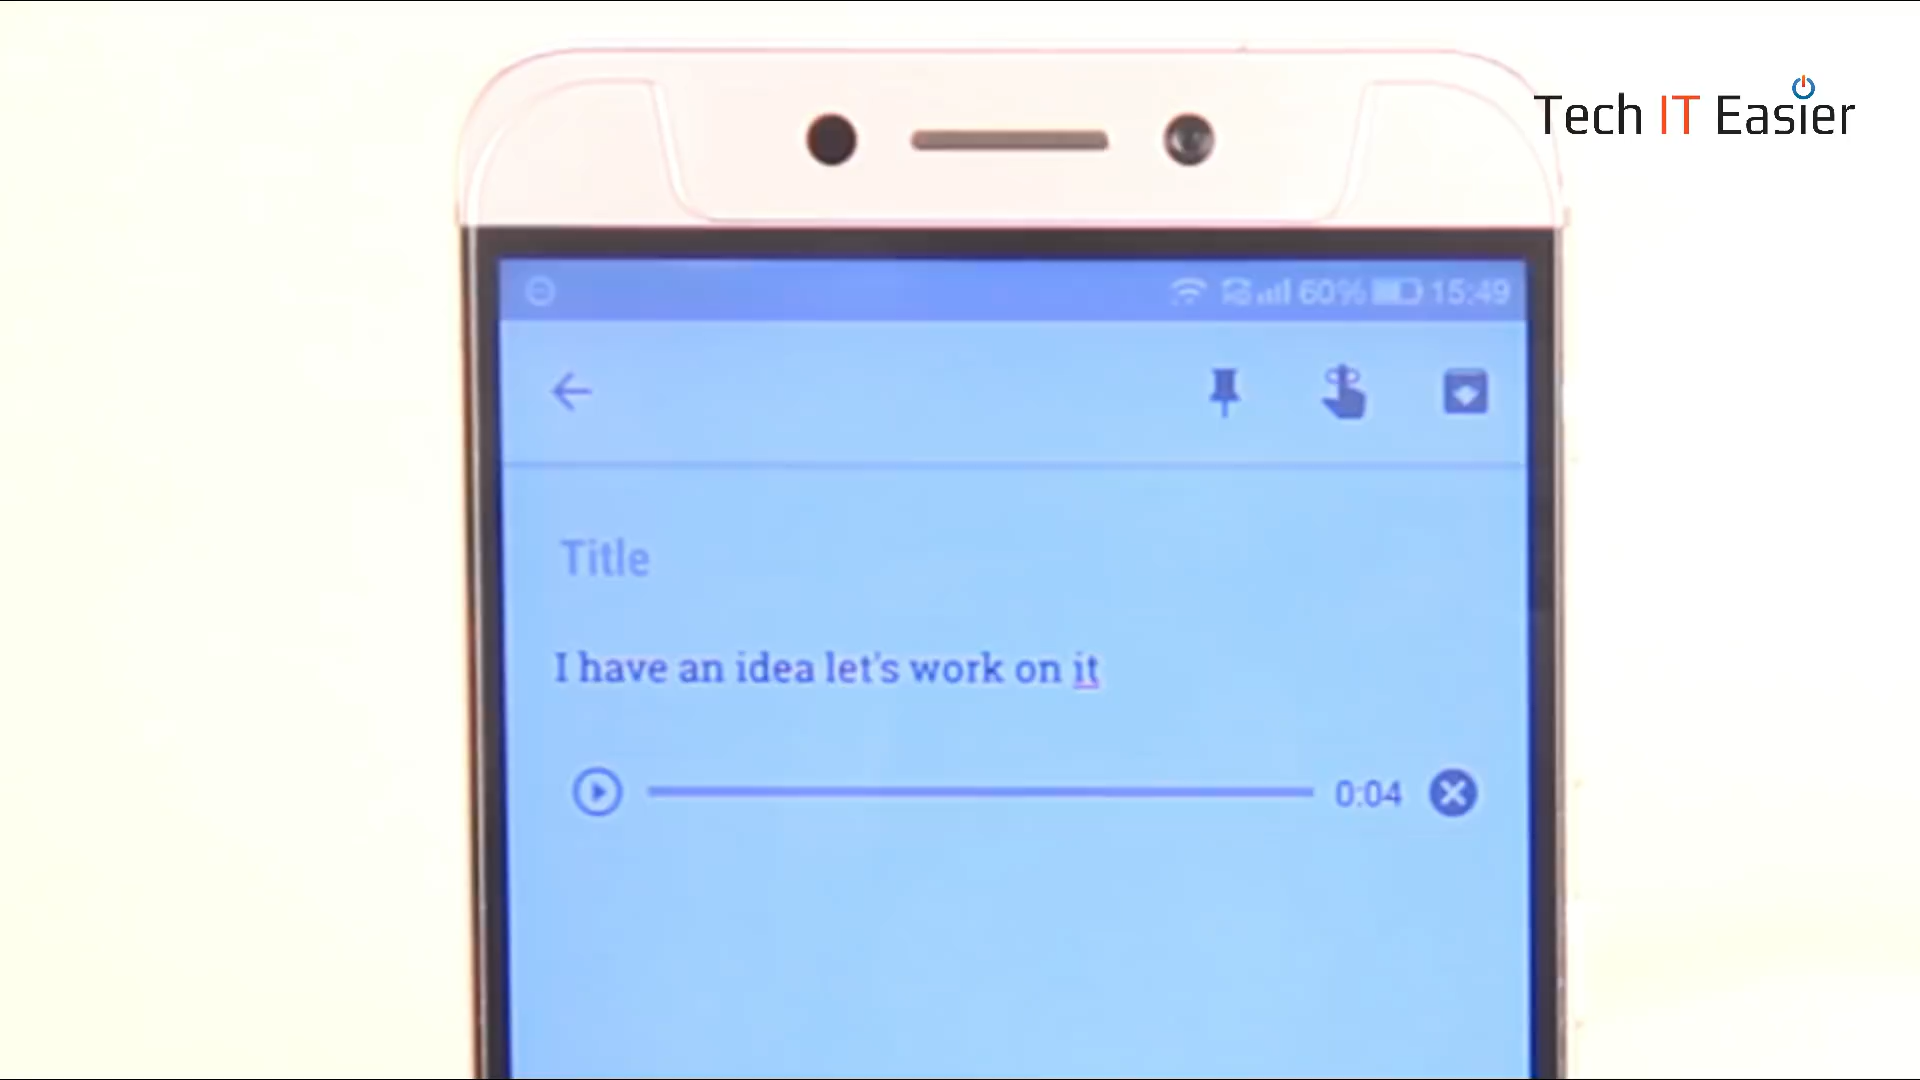 Tech IT Easier
60% 15:49
Title
I have an idea let's work on it
0:04